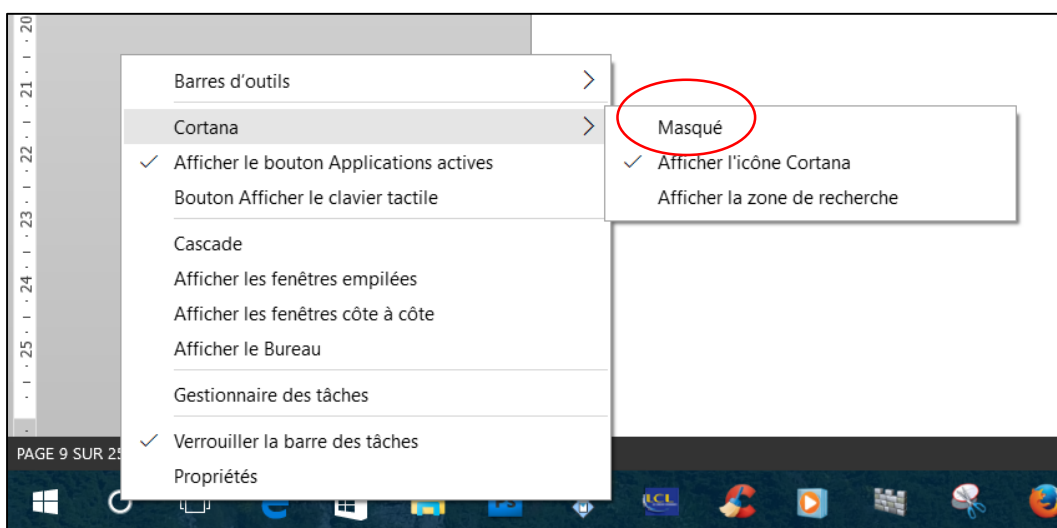 20
21
22
23
24
25
Barres d'outils
Cortana
Afficher le bouton Applications actives
Bouton Afficher le clavier tactile
Cascade
Afficher les fenêtres empilées
Afficher les fenêtres côte à côte
Afficher le Bureau
Gestionnaire des tâches
Verrouiller la barre des tâches
Propriétés
Masqué
Afficher l'icône Cortana
Afficher la zone de recherche
PAGE 9 SUR
LCL